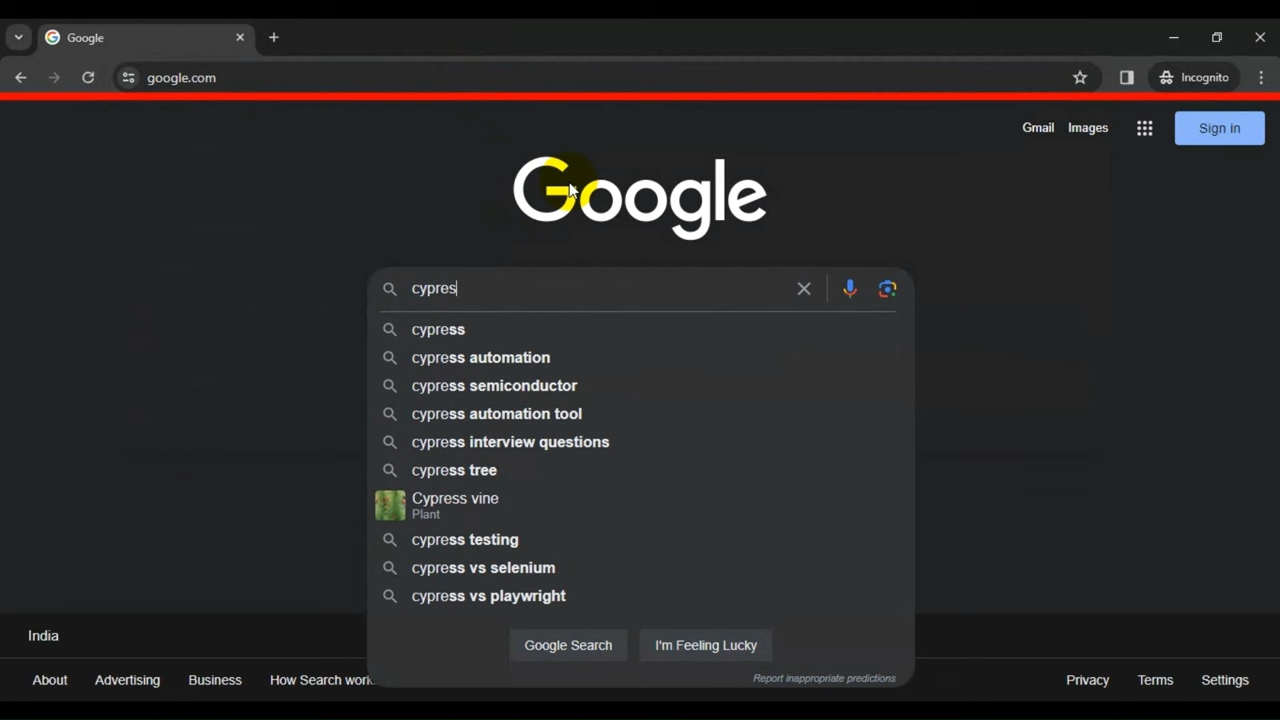 Google
google.com
Incognito
Gmail Images Sign in
Google
cypres
cypress
cypress automation
cypress semiconductor
cypress automation tool
cypress interview questions
cypress tree
Cypress vine
Plant
cypress testing
cypress vs selenium
cypress vs playwright
Google Search I'm Feeling Lucky
Report inappropriate predictions
India
About Advertising Business How Search work Privacy Terms Settings